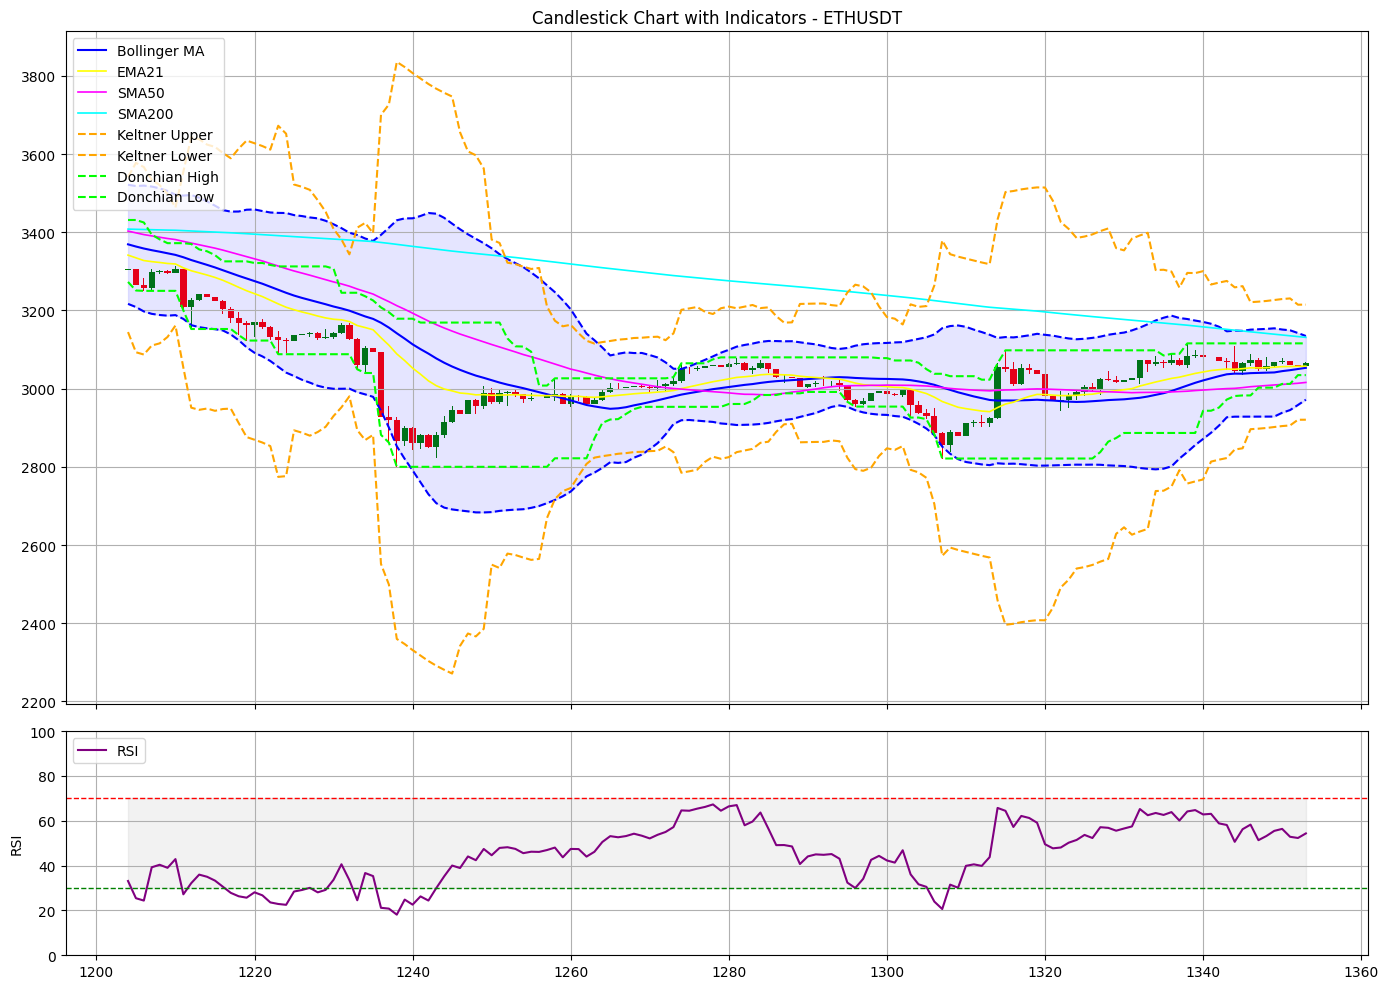 Candlestick Chart with Indicators - ETHUSDT
Bollinger MA
EMA21
SMA50
SMA200
Keltner Upper
Keltner Lower
Donchian High
Donchian Low
3800
3600
3400
3200
3000
2800
2600
2400
2200
RSI
100
80
60
40
20
0
RSI
1200
1220
1240
1260
1280
1300
1320
1340
1360